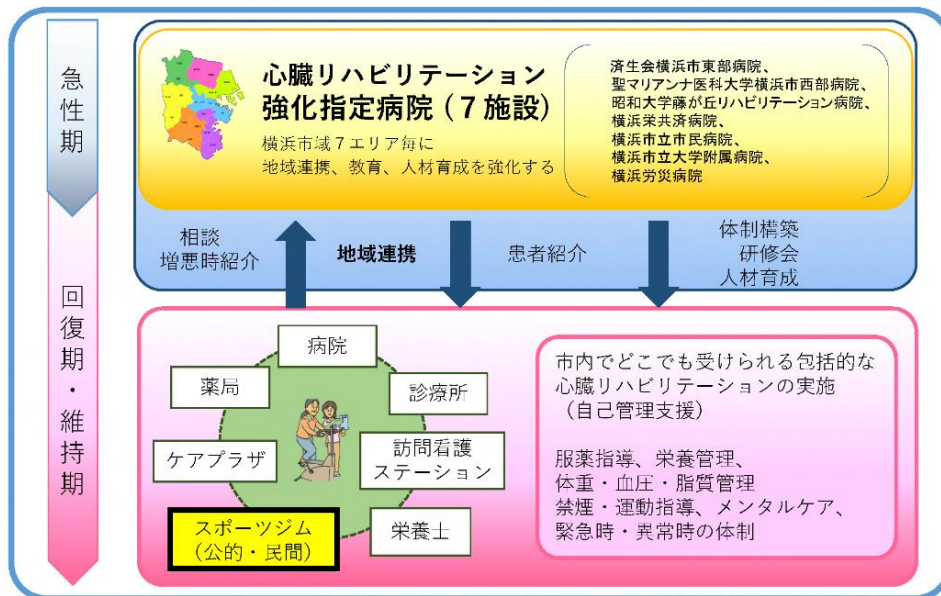 急性期
心臓リハビリテーション
強化指定病院(7施設)
横浜市域7エリア毎に
地域連携、教育、人材育成を強化する
済生会横浜市東部病院、
聖マリアンナ医科大学横浜市西部病院、
昭和大学藤が丘リハビリテーション病院、
横浜栄共済病院、
横浜市立市民病院、
横浜市立大学附属病院、
横浜労災病院
相談
増悪時紹介
地域連携
患者紹介
体制構築
研修会
人材育成
回復期・維持期
病院
薬局
診療所
ケアプラザ
訪問看護
ステーション
スポーツジム
(公的・民間)
栄養士
市内でどこでも受けられる包括的な
心臓リハビリテーションの実施
(自己管理支援)
服薬指導、栄養管理、
体重・血圧・脂質管理
禁煙・運動指導、メンタルケア、
緊急時・異常時の体制